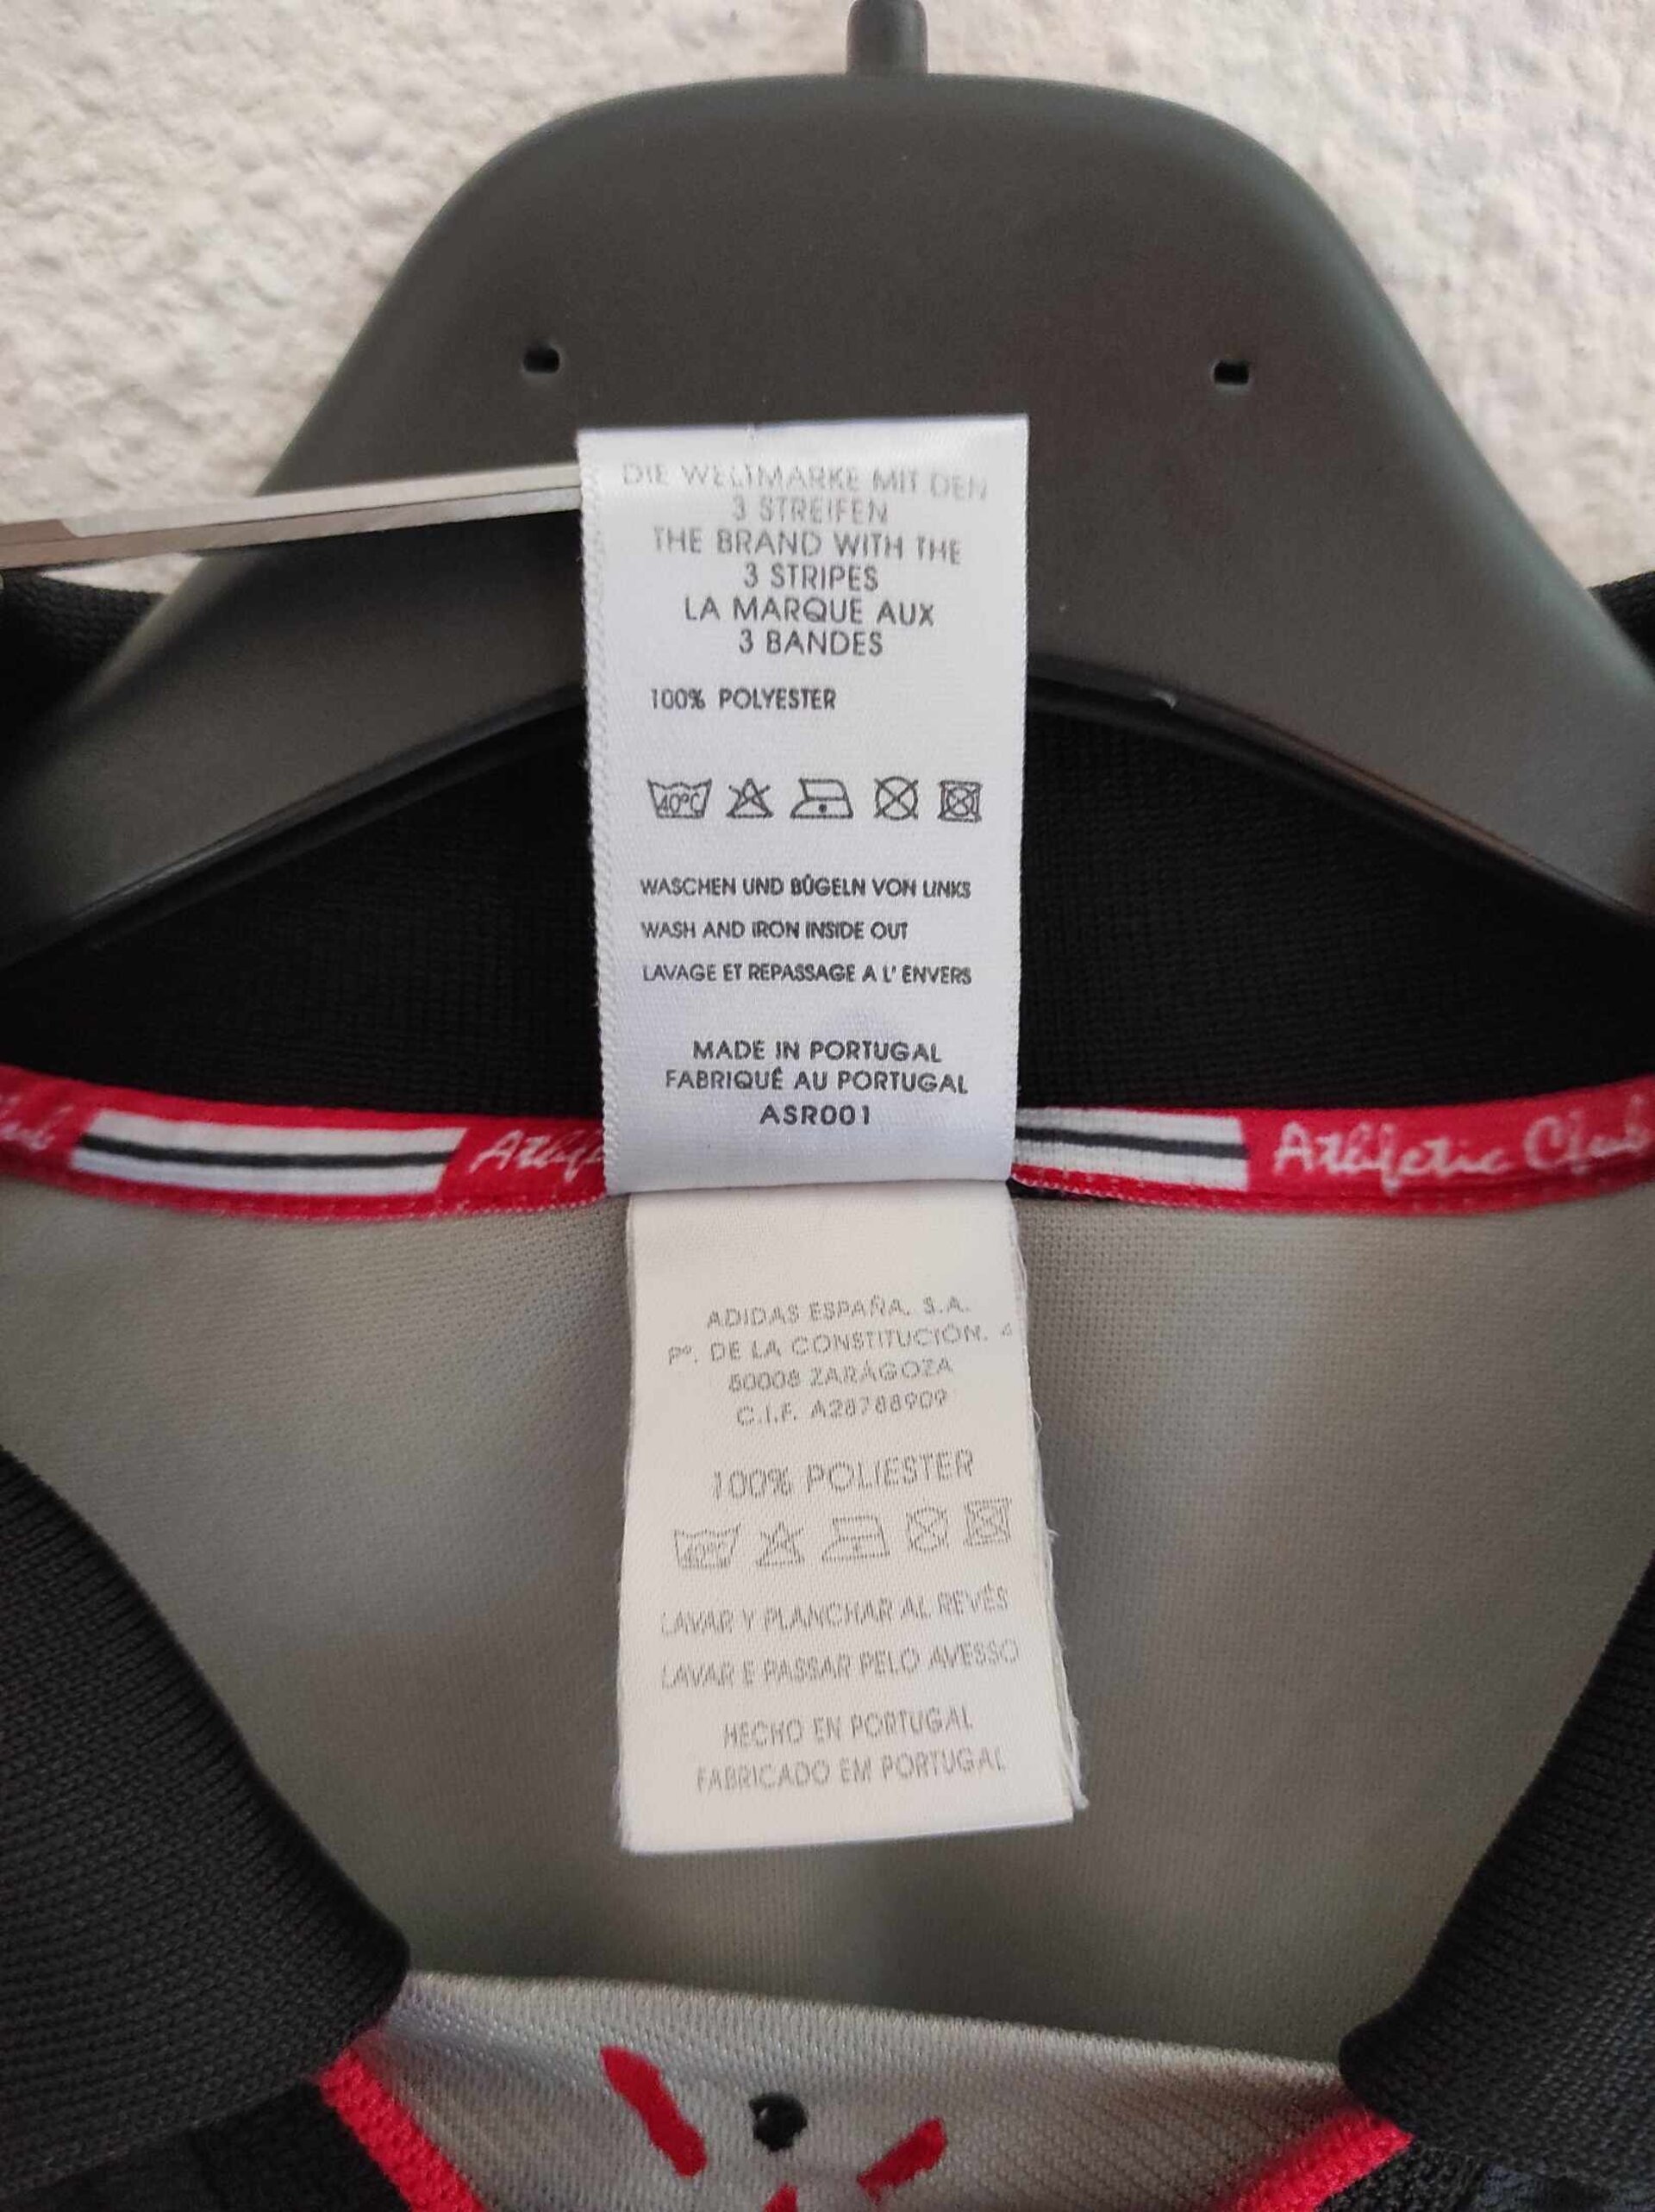 DIE WELTMARKE MIT DEN
3 STREIFEN
THE BRAND WITH THE
3 STRIPES
LA MARQUE AUX
3 BANDES
100% POLYESTER
40°C
WASCHEN UND BÜGELN VON LINKS
WASH AND IRON INSIDE OUT
LAVAGE ET REPASSAGE A L' ENVERS
MADE IN PORTUGAL
FABRIQUÉ AU PORTUGAL
ASR001
Athletic Club
ADIDAS ESPAÑA, S.A.
Pº. DE LA CONSTITUCIÓN, 4
50008 ZARAGOZA
C.I.F. A28788909
100% POLIESTER
40°C
LAVAR Y PLANCHAR AL REVÉS
LAVAR E PASSAR PELO AVESSO
HECHO EN PORTUGAL
FABRICADO EM PORTUGAL